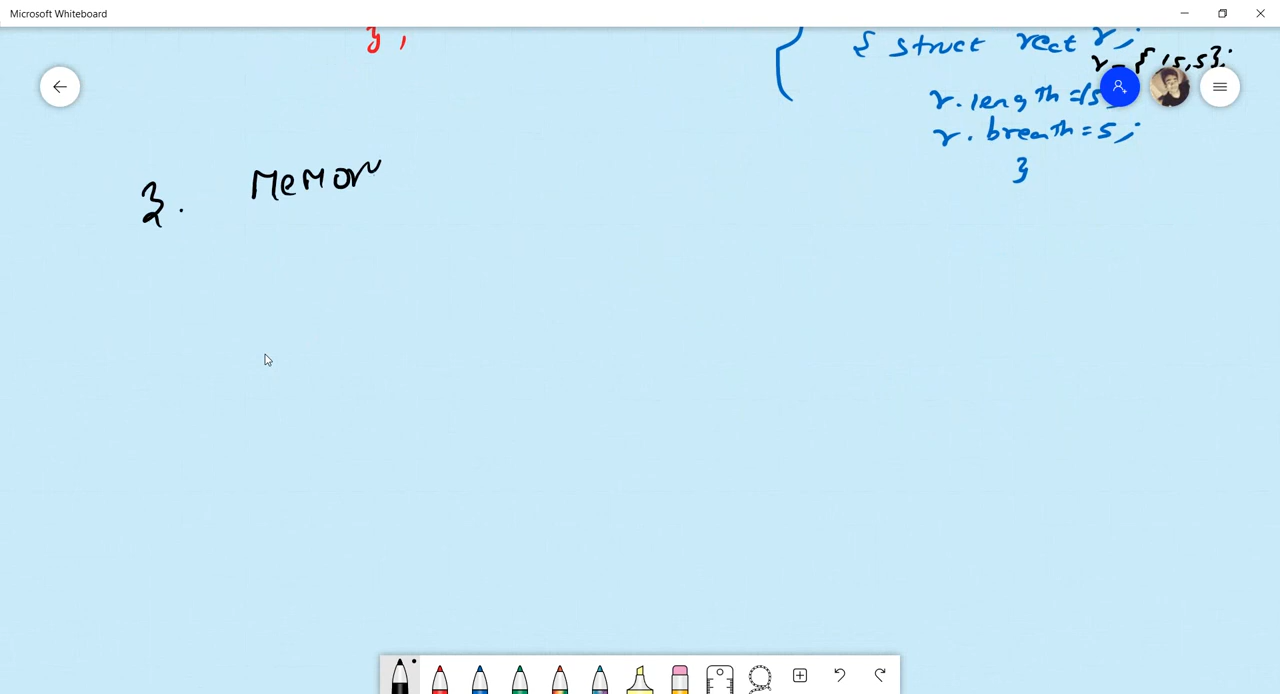 Microsoft Whiteboard
} ,
{ struct rect r;
r = { 15,5};
r. length =15
r. breath = 5;
}
3. Memor